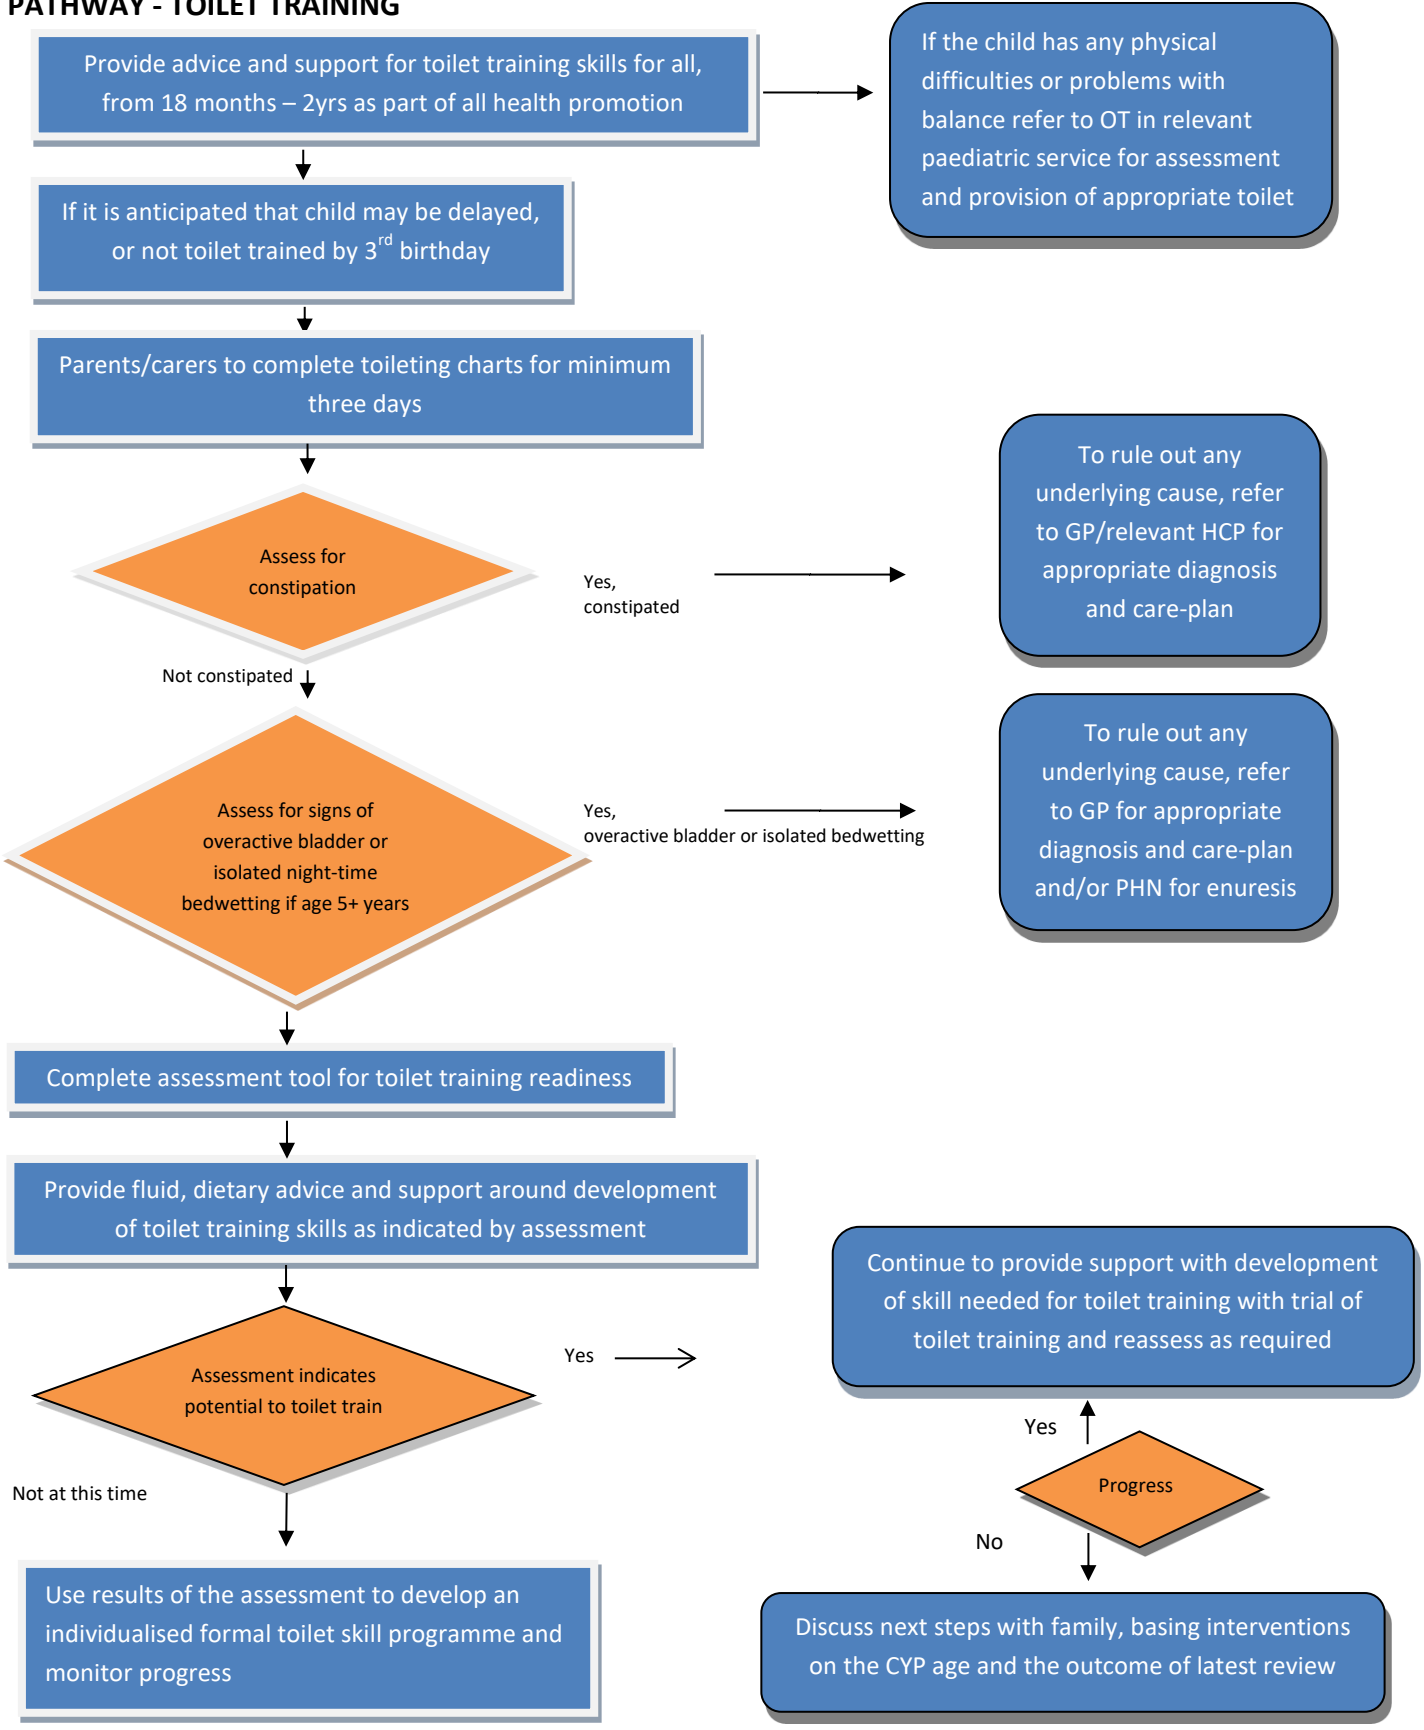 PATHWAY - TOILET TRAINING
Provide advice and support for toilet training skills for all,
from 18 months – 2yrs as part of all health promotion
If the child has any physical
difficulties or problems with
balance refer to OT in relevant
paediatric service for assessment
and provision of appropriate toilet
If it is anticipated that child may be delayed,
or not toilet trained by 3rd birthday
Parents/carers to complete toileting charts for minimum
three days
Assess for
constipation
Yes,
constipated
To rule out any
underlying cause, refer
to GP/relevant HCP for
appropriate diagnosis
and care-plan
Not constipated
Assess for signs of
overactive bladder or
isolated night-time
bedwetting if age 5+ years
Yes,
overactive bladder or isolated bedwetting
To rule out any
underlying cause, refer
to GP for appropriate
diagnosis and care-plan
and/or PHN for enuresis
Complete assessment tool for toilet training readiness
Provide fluid, dietary advice and support around development
of toilet training skills as indicated by assessment
Assessment indicates
potential to toilet train
Yes
Continue to provide support with development
of skill needed for toilet training with trial of
toilet training and reassess as required
Yes
Progress
No
Not at this time
Use results of the assessment to develop an
individualised formal toilet skill programme and
monitor progress
Discuss next steps with family, basing interventions
on the CYP age and the outcome of latest review